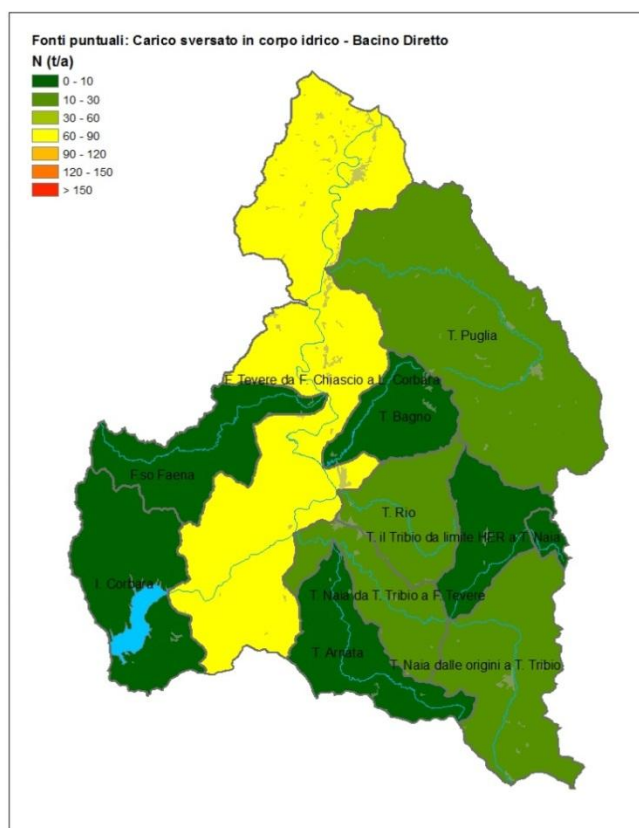 Fonti puntuali: Carico sversato in corpo idrico - Bacino Diretto
N (t/a)
0 - 10
10 - 30
30 - 60
60 - 90
90 - 120
120 - 150
> 150
T. Puglia
F. Tevere da F. Chiascio a L. Corbara
T. Bagno
F.so Faena
T. Rio
T. il Tribio da limite HER a T. Naia
l. Corbara
T. Naia da T. Tribio a F. Tevere
T. Arnata
T. Naia dalle origini a T. Tribio